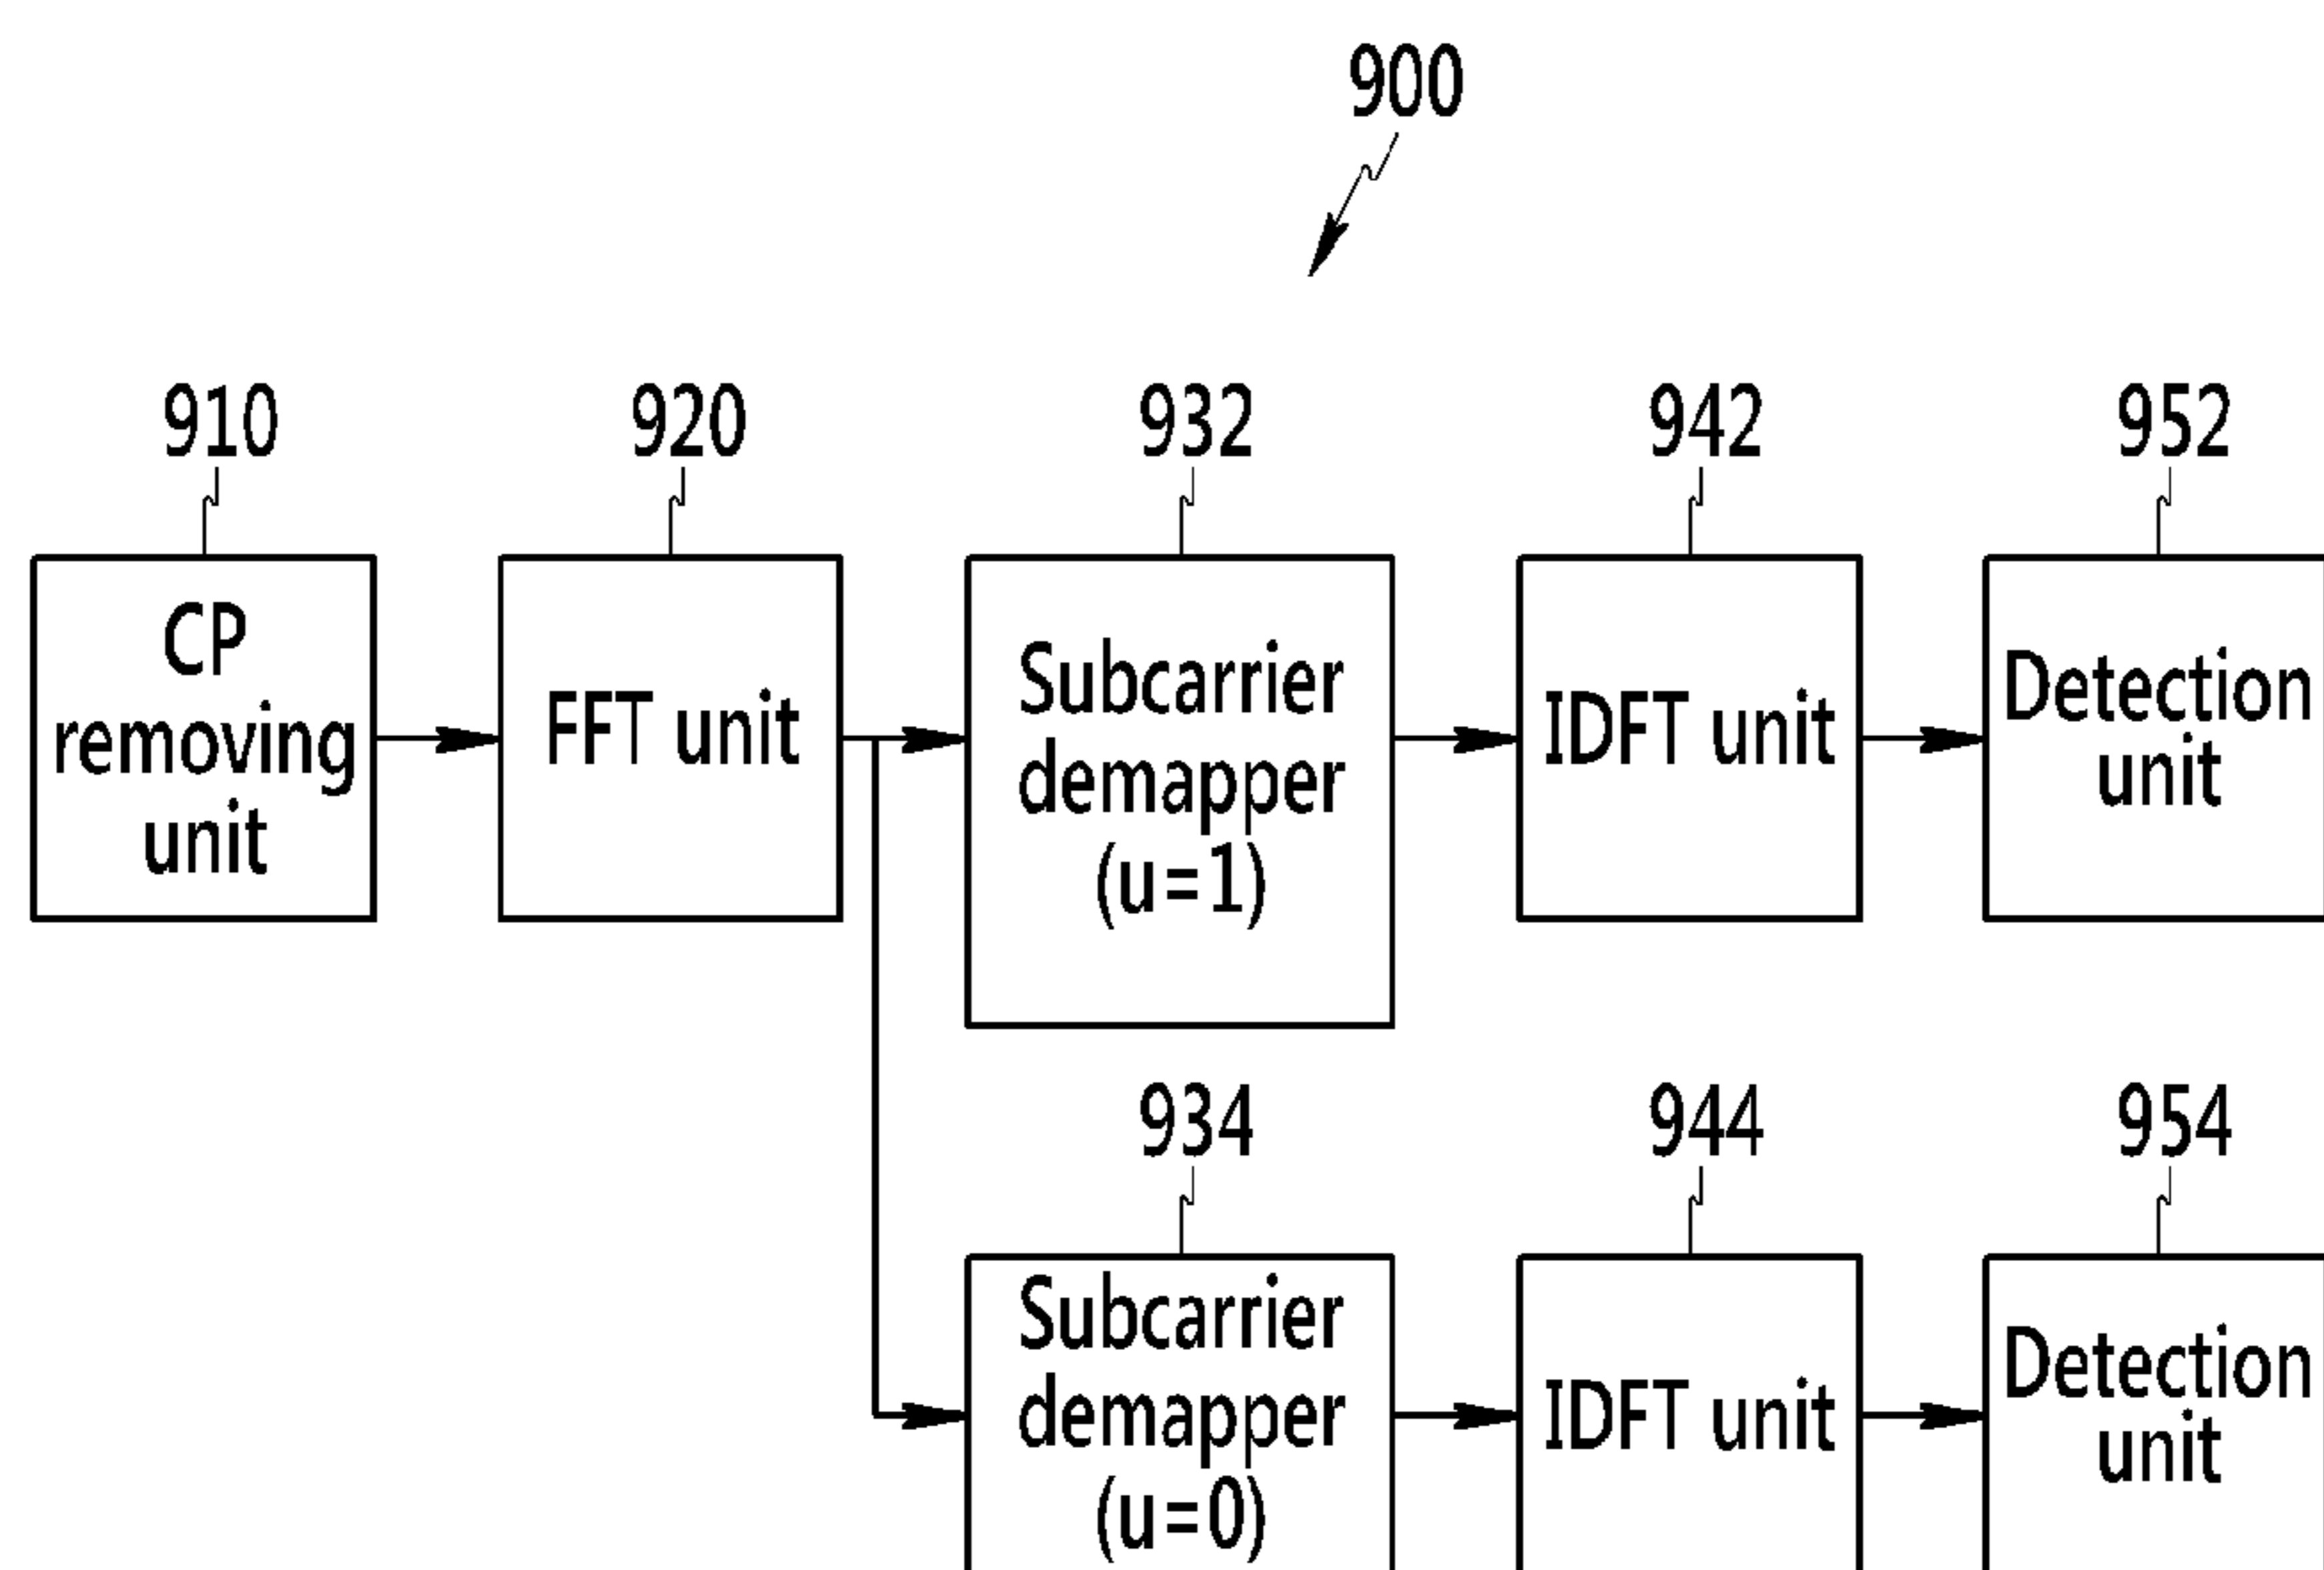 900
910
920
932
942
952
CP
removing
unit
FFT unit
Subcarrier
demapper
(u=1)
IDFT unit
Detection
unit
934
944
954
Subcarrier
demapper
(u=0)
IDFT unit
Detection
unit